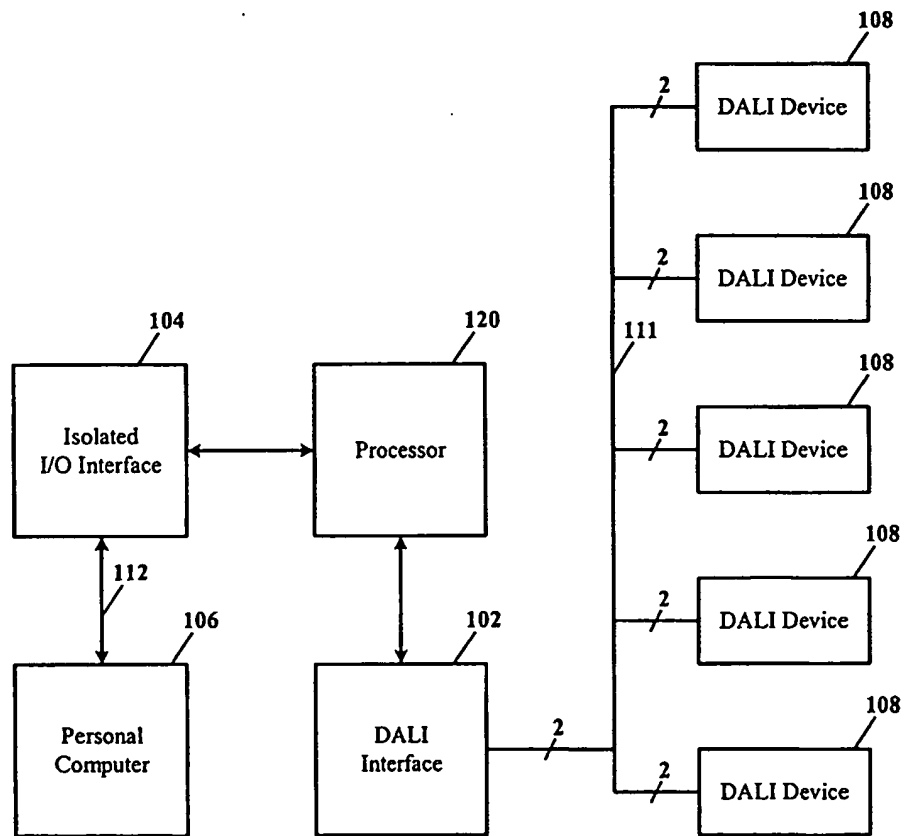 108
2
DALI Device
108
2
DALI Device
104
120
111
108
Isolated
I/O Interface
Processor
2
DALI Device
112
108
106
102
2
DALI Device
Personal
Computer
DALI
Interface
2
108
2
DALI Device